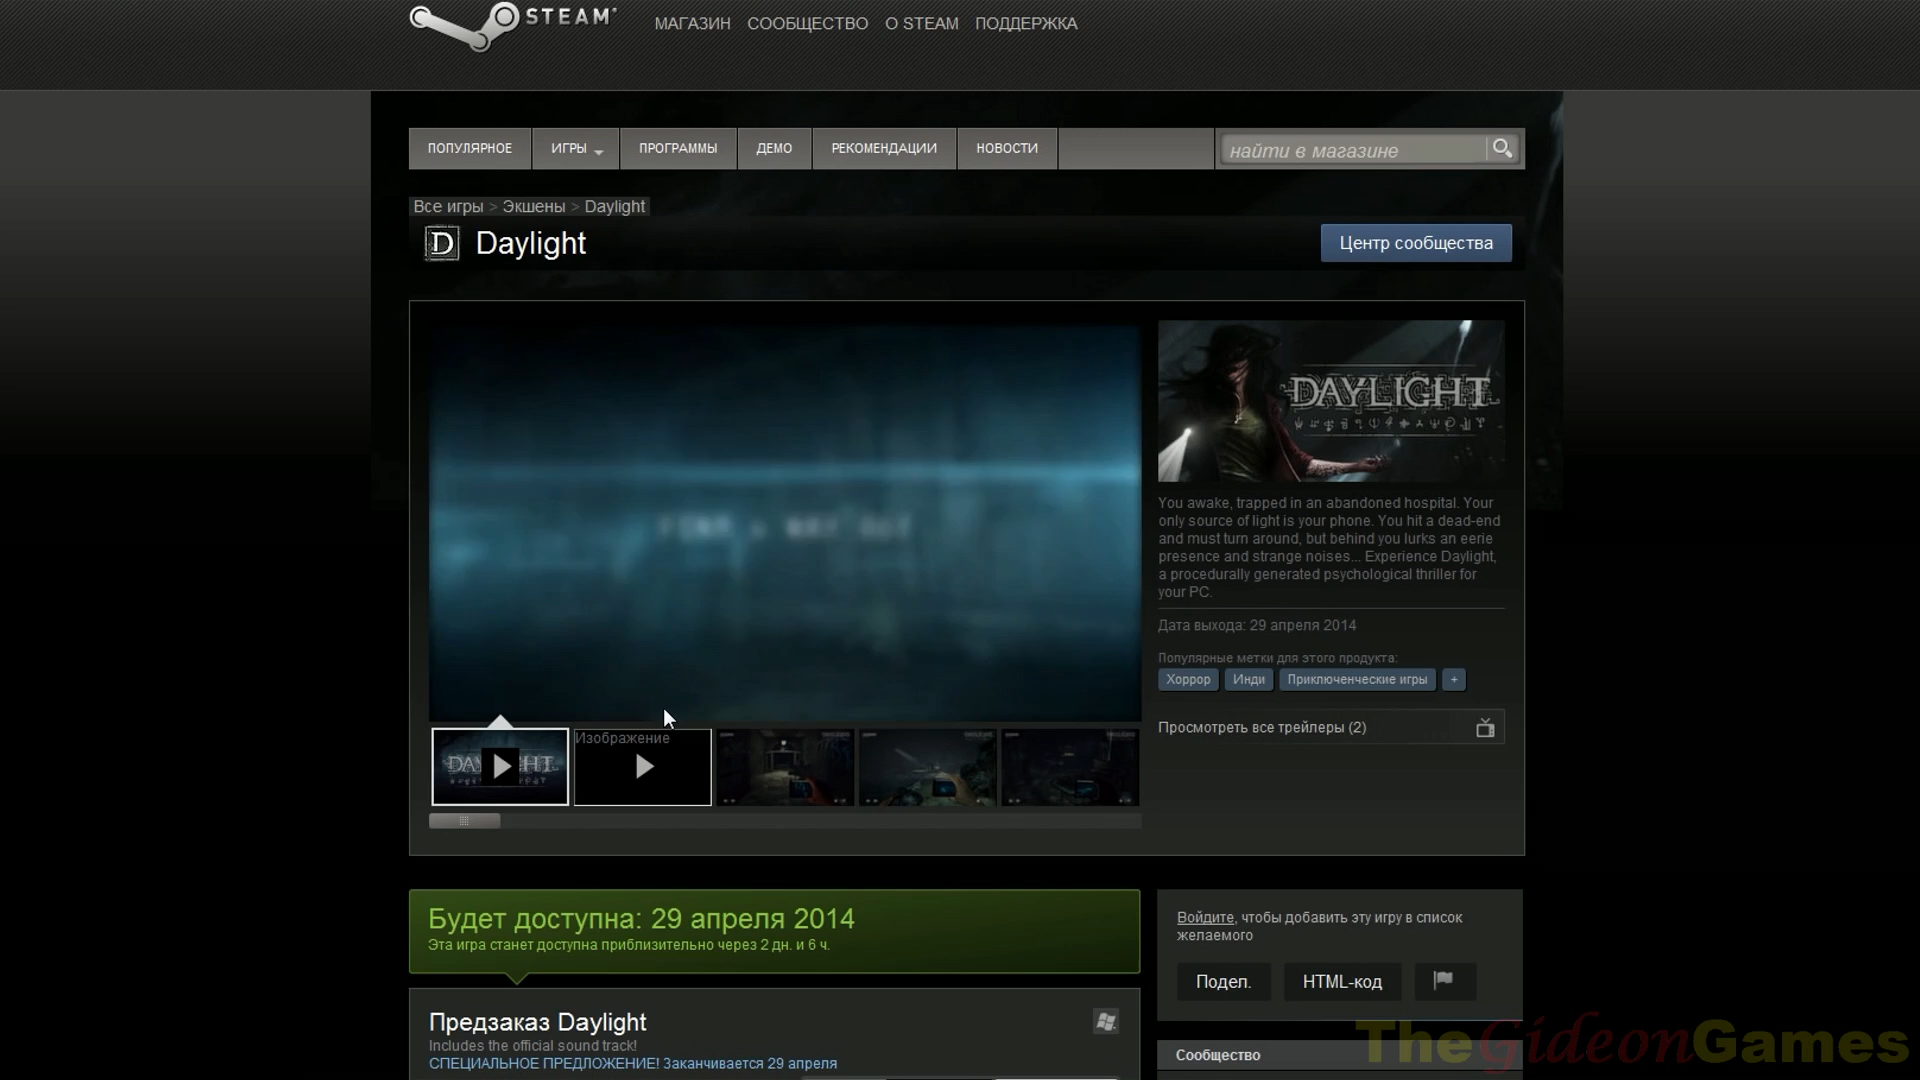 STEAM
МАГАЗИН СООБЩЕСТВО О STEAM ПОДДЕРЖКА
ПОПУЛЯРНОЕ ИГРЫ ПРОГРАММЫ ДЕМО РЕКОМЕНДАЦИИ НОВОСТИ найти в магазине
Все игры > Экшены > Daylight
D Daylight
Центр сообщества
FIND a WAY OUT
DAYLIGHT
You awake, trapped in an abandoned hospital. Your
only source of light is your phone. You hit a dead-end
and must turn around, but behind you lurks an eerie
presence and strange noises... Experience Daylight,
a procedurally generated psychological thriller for
your PC.
Дата выхода: 29 апреля 2014
Популярные метки для этого продукта:
Хоррор Инди Приключенческие игры +
Просмотреть все трейлеры (2)
Изображение
Будет доступна: 29 апреля 2014
Эта игра станет доступна приблизительно через 2 дн. и 6 ч.
Предзаказ Daylight
Includes the official sound track!
СПЕЦИАЛЬНОЕ ПРЕДЛОЖЕНИЕ! Заканчивается 29 апреля
Войдите, чтобы добавить эту игру в список
желаемого
Подел. HTML-код
Сообщество
TheGideonGames